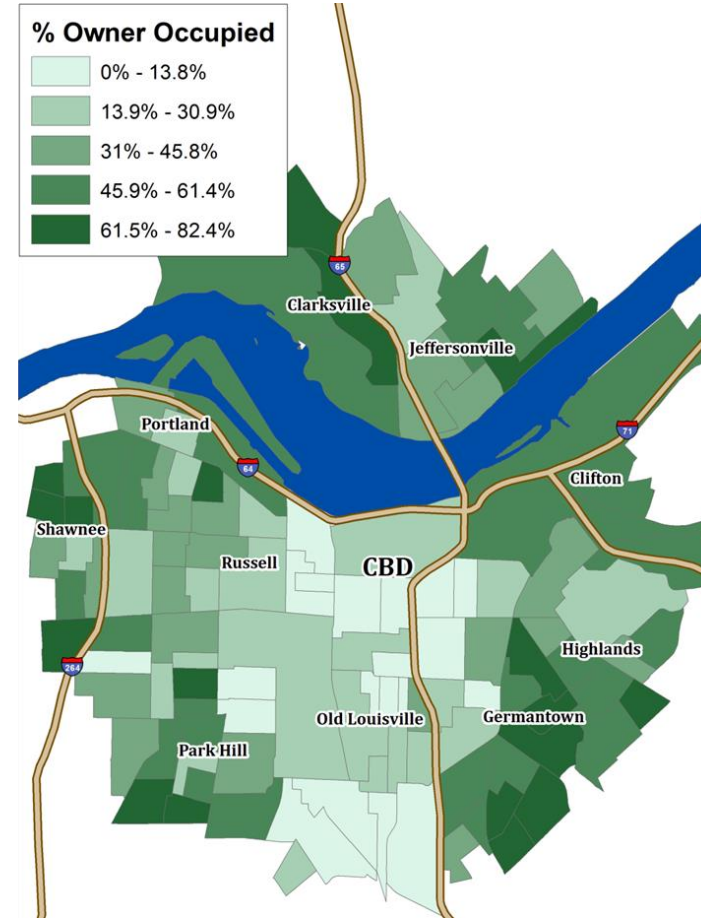 % Owner Occupied
0% - 13.8%
13.9% - 30.9%
31% - 45.8%
45.9% - 61.4%
61.5% - 82.4%
65
Clarksville
Jeffersonville
Portland
71
64
Clifton
Shawnee
Russell
CBD
Highlands
264
Old Louisville
Germantown
Park Hill